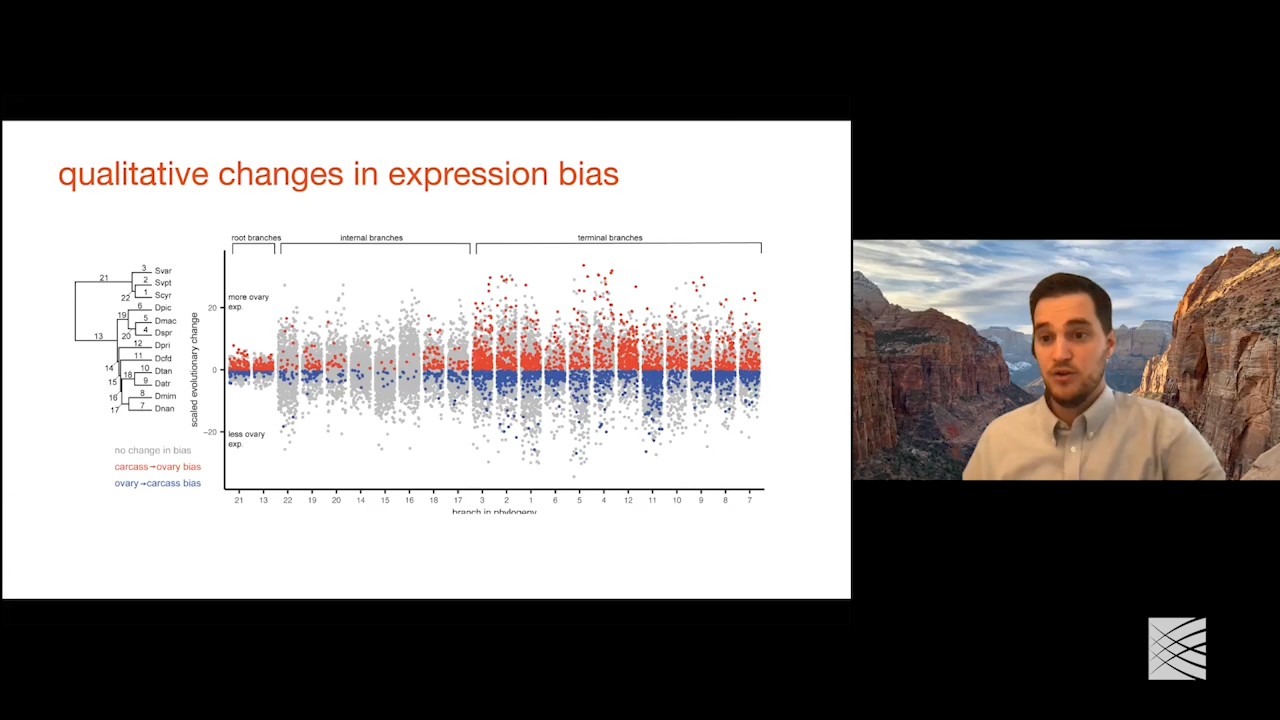 qualitative changes in expression bias
root branches
internal branches
terminal branches
3
Svar
21
2
Svpt
1
Scyr
22
6
Dpic
19
5
Dmac
20
4
Dspr
13
12
Dpri
11
Dcfd
14
10
Dtan
18
15
9
Datr
8
Dmim
16
7
Dnan
17
scaled evolutionary change
more ovary
exp.
20
0
less ovary
exp.
−20
no change in bias
carcass→ovary bias
ovary→carcass bias
21 13 22 19 20 14 15 16 18 17 3 2 1 6 5 4 12 11 10 9 8 7
branch in phylogeny